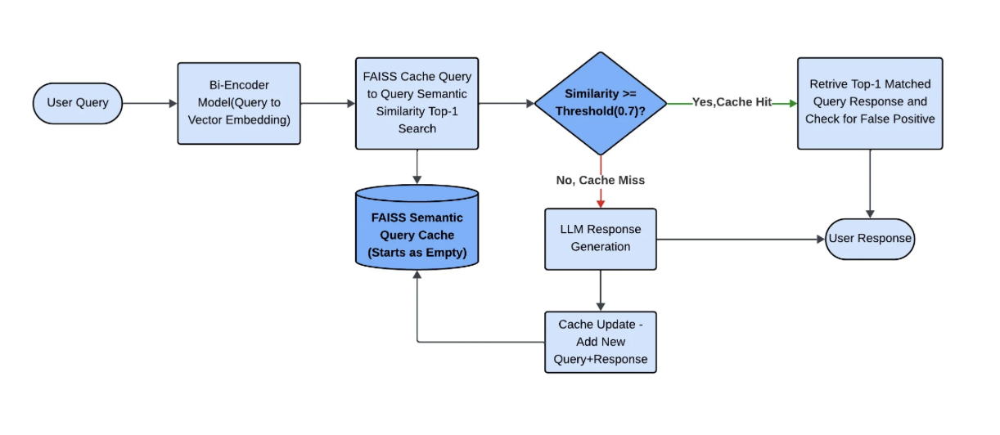 User Query
Bi-Encoder
Model(Query to
Vector Embedding)
FAISS Cache Query
to Query Semantic
Similarity Top-1
Search
Similarity >=
Threshold(0.7)?
Yes,Cache Hit
Retrive Top-1 Matched
Query Response and
Check for False Positive
No, Cache Miss
FAISS Semantic
Query Cache
(Starts as Empty)
LLM Response
Generation
User Response
Cache Update -
Add New
Query+Response